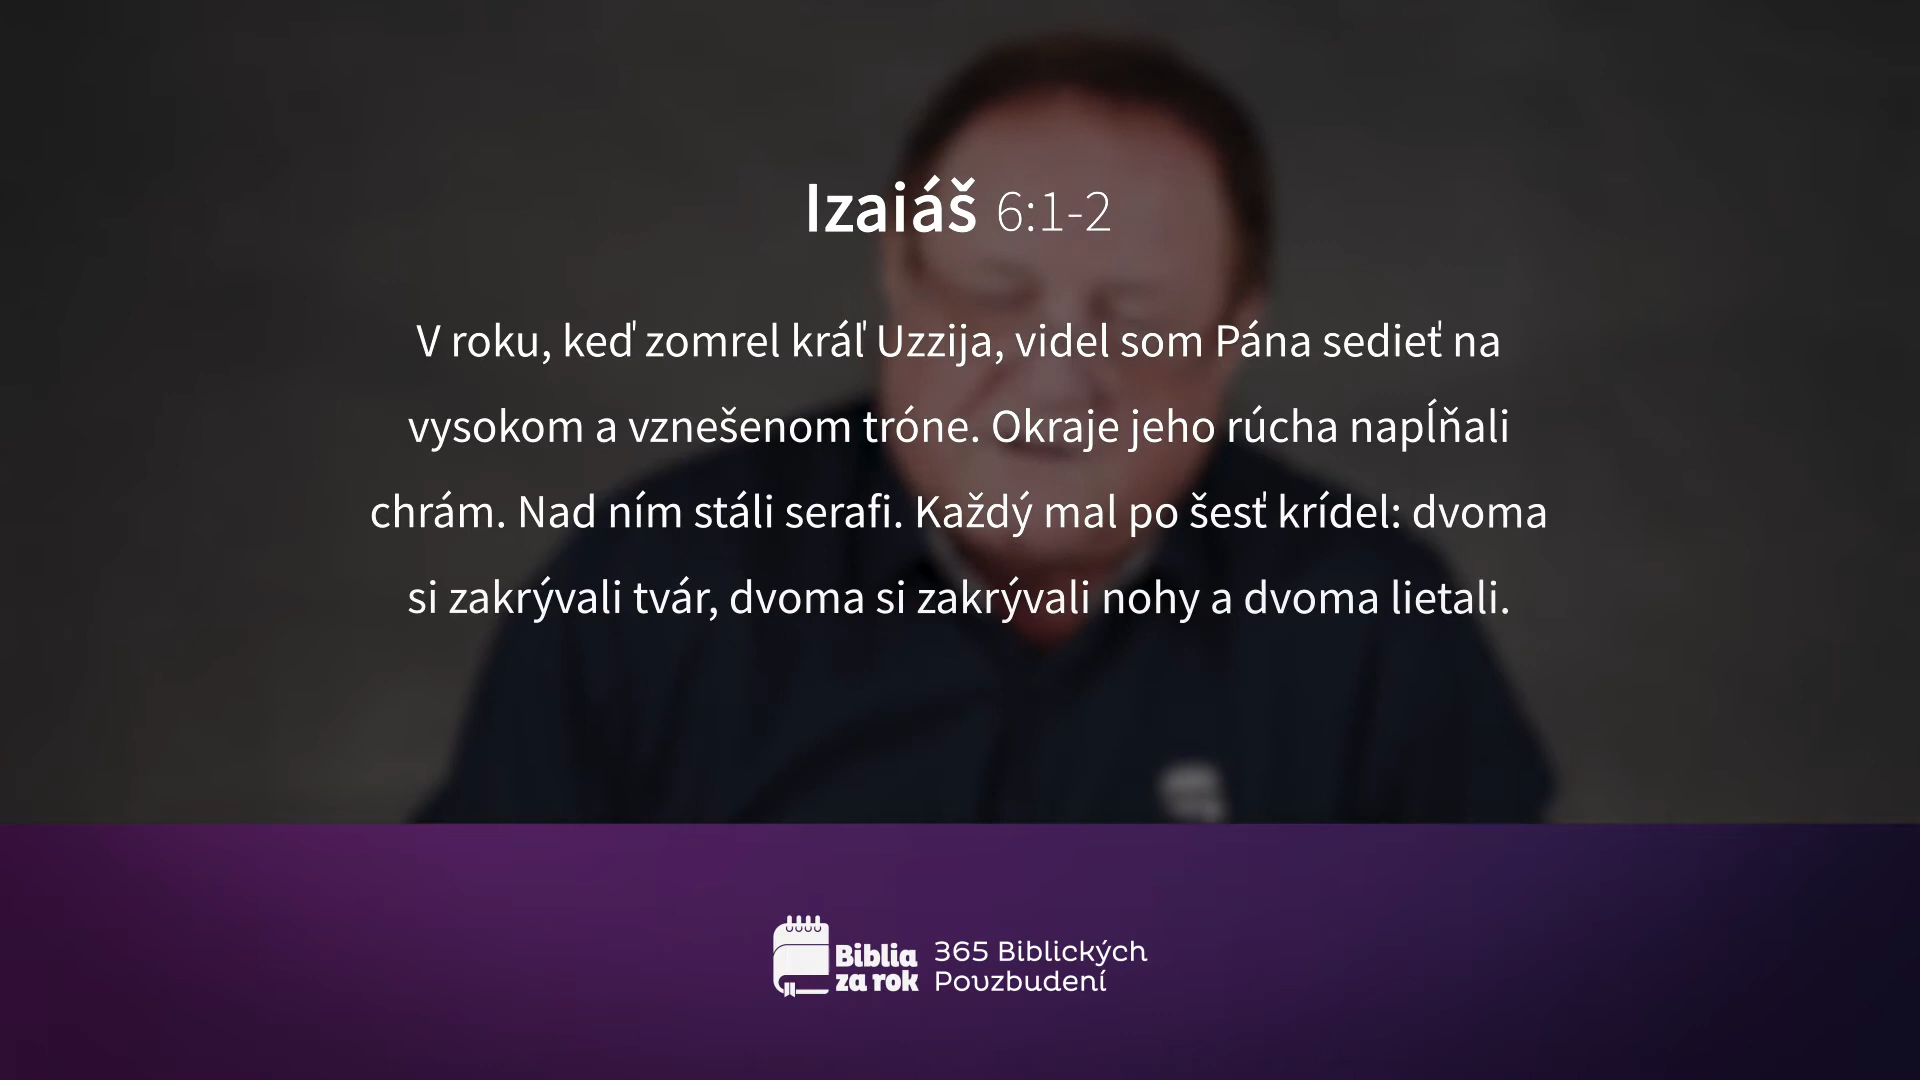 Izaiáš 6:1-2
V roku, keď zomrel kráľ Uzzija, videl som Pána sedieť na
vysokom a vznešenom tróne. Okraje jeho rúcha napĺňali
chrám. Nad ním stáli serafi. Každý mal po šesť krídel: dvoma
si zakrývali tvár, dvoma si zakrývali nohy a dvoma lietali.
Biblia
za rok
365 Biblických
Povzbudení